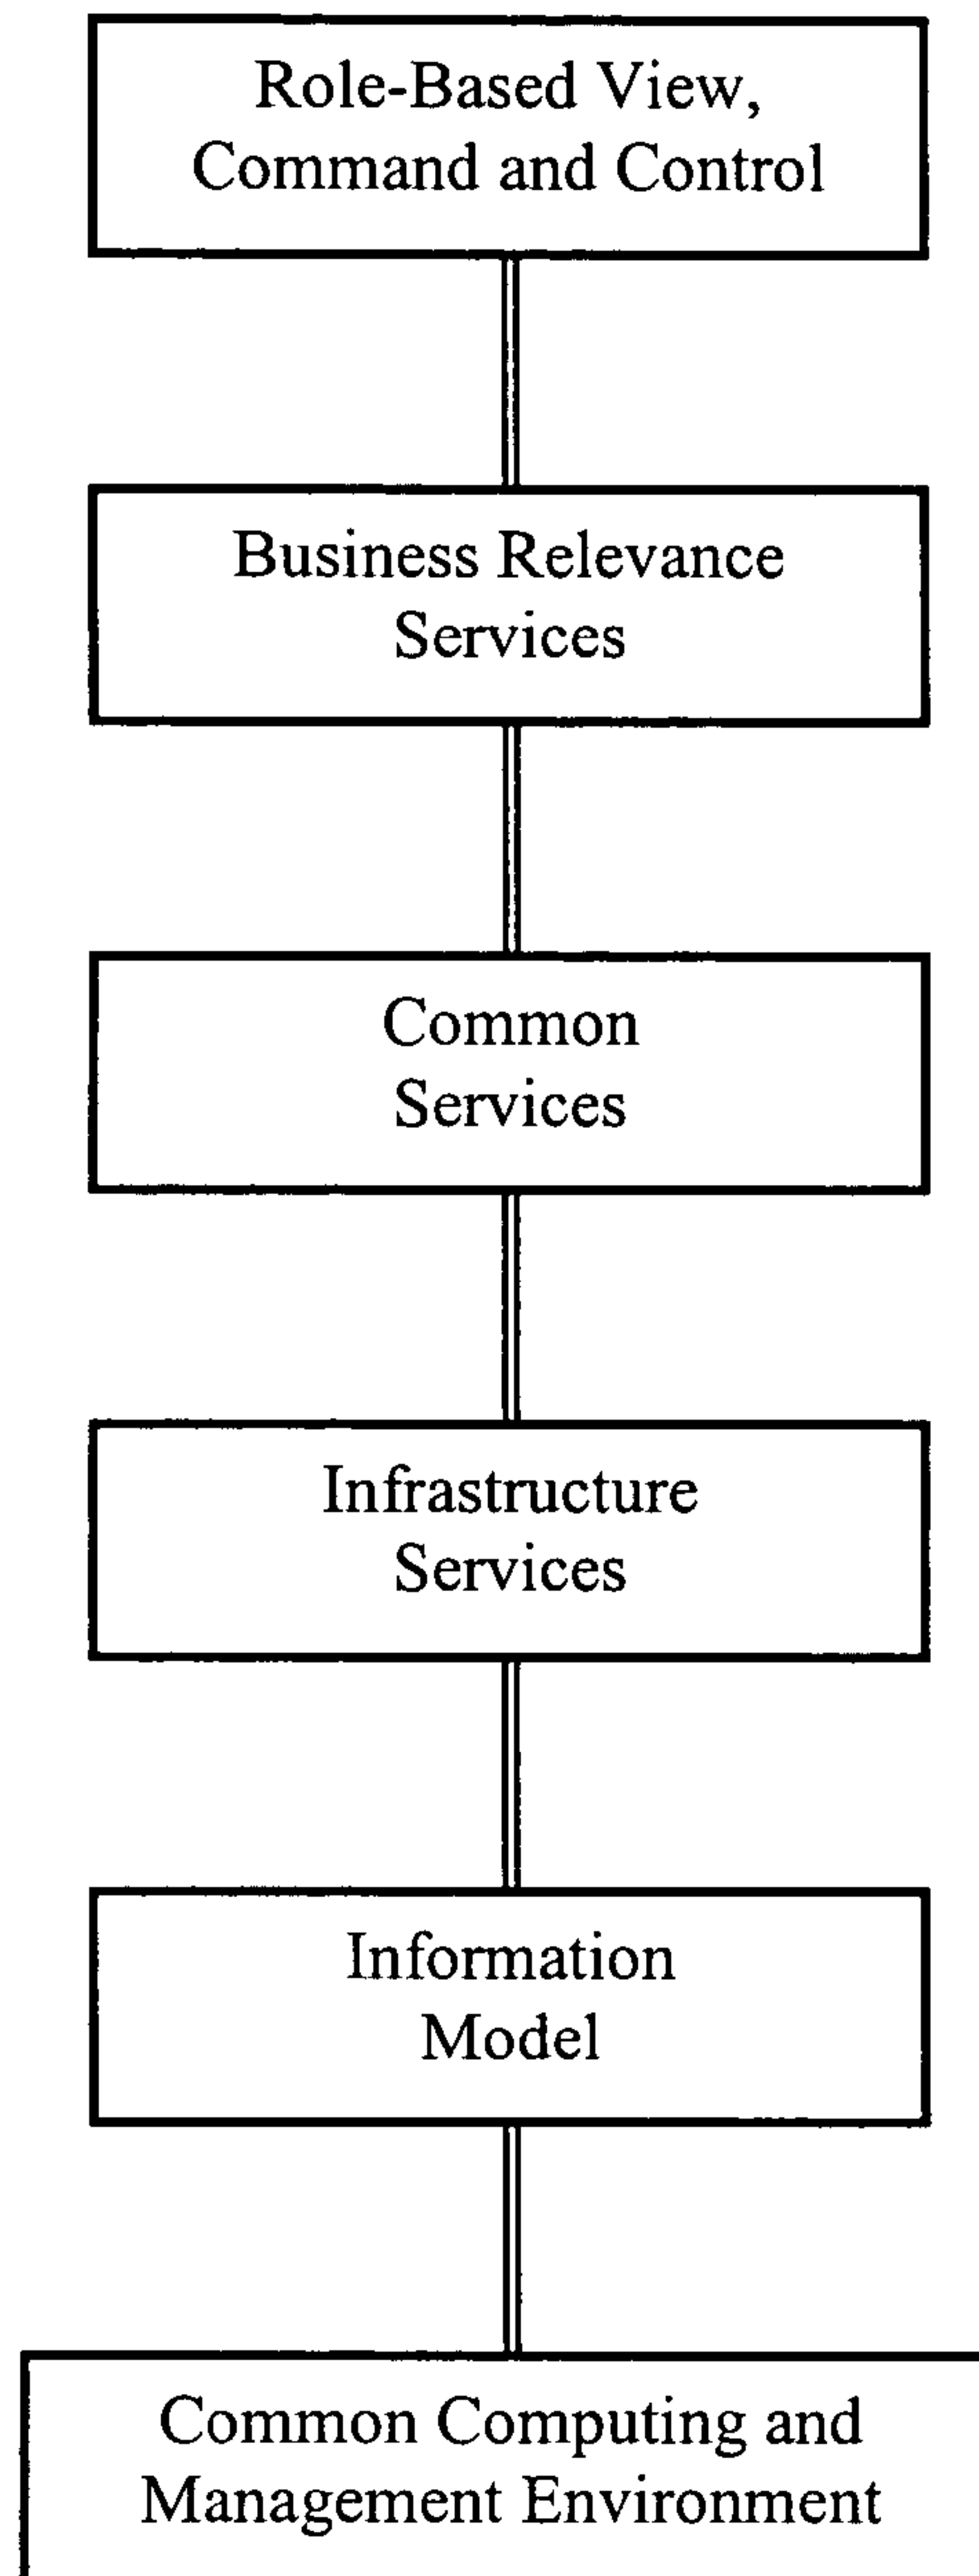 Role-Based View,
Command and Control
Business Relevance
Services
Common
Services
Infrastructure
Services
Information
Model
Common Computing and
Management Environment